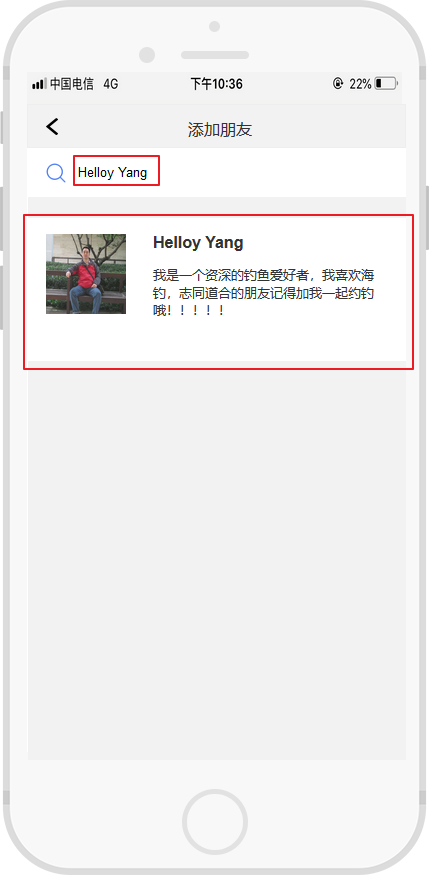 中国电信 4G 下午10:36 22%
添加朋友
Helloy Yang
Helloy Yang
我是一个资深的钓鱼爱好者，我喜欢海
钓，志同道合的朋友记得加我一起约钓
哦！！！！！